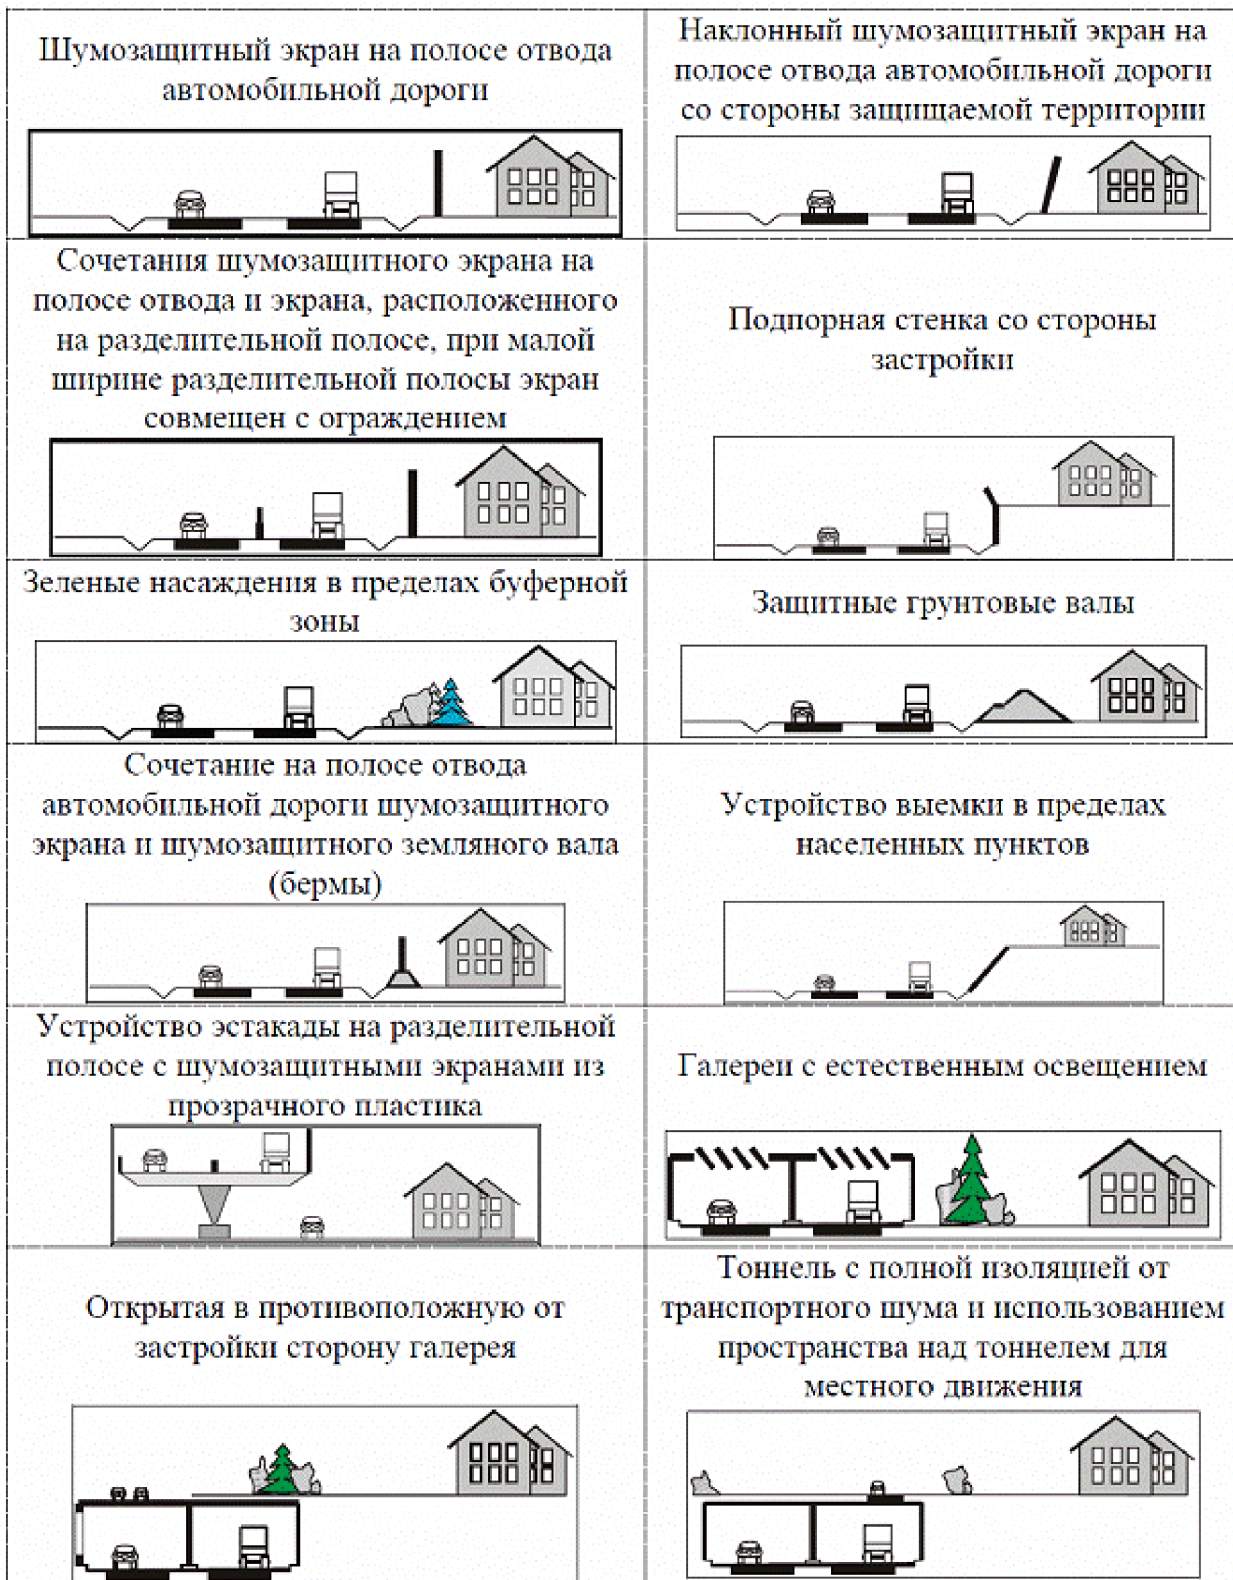 Шумозащитный экран на полосе отвода
автомобильной дороги
Наклонный шумозащитный экран на
полосе отвода автомобильной дороги
со стороны защищаемой территории
Сочетания шумозащитного экрана на
полосе отвода и экрана, расположенного
на разделительной полосе, при малой
ширине разделительной полосы экран
совмещен с ограждением
Подпорная стенка со стороны
застройки
Зеленые насаждения в пределах буферной
зоны
Защитные грунтовые валы
Сочетание на полосе отвода
автомобильной дороги шумозащитного
экрана и шумозащитного земляного вала
(бермы)
Устройство выемки в пределах
населенных пунктов
Устройство эстакады на разделительной
полосе с шумозащитными экранами из
прозрачного пластика
Галереи с естественным освещением
Открытая в противоположную от
застройки сторону галерея
Тоннель с полной изоляцией от
транспортного шума и использованием
пространства над тоннелем для
местного движения